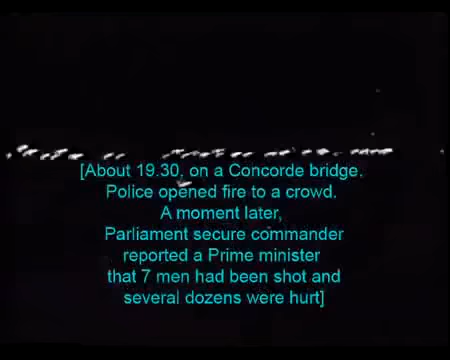 [About 19.30, on a Concorde bridge.
Police opened fire to a crowd.
A moment later,
Parliament secure commander
reported a Prime minister
that 7 men had been shot and
several dozens were hurt]